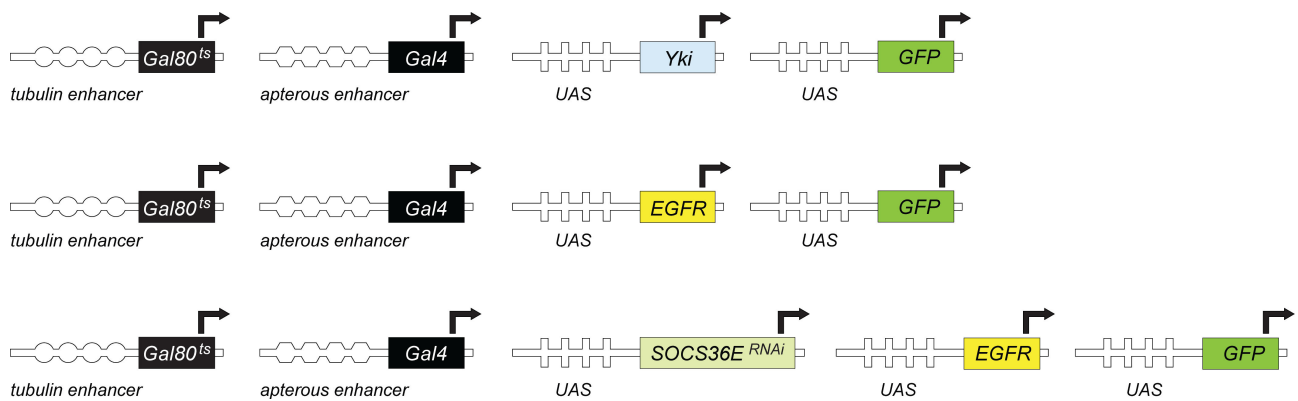 Gal80ts Gal4 Yki GFP
tubulin enhancer apterous enhancer UAS UAS
Gal80ts Gal4 EGFR GFP
tubulin enhancer apterous enhancer UAS UAS
Gal80ts Gal4 SOCS36E RNAi EGFR GFP
tubulin enhancer apterous enhancer UAS UAS UAS